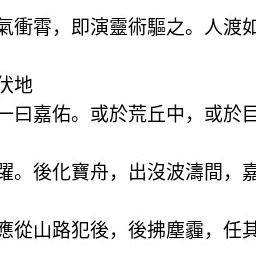 氣衝霄，即演靈術驅之。人渡如
伏地
一曰嘉佑。或於荒丘中，或於巨
躍。後化寶舟，出沒波濤間，嘉
應從山路犯後，後拂塵霾，任其